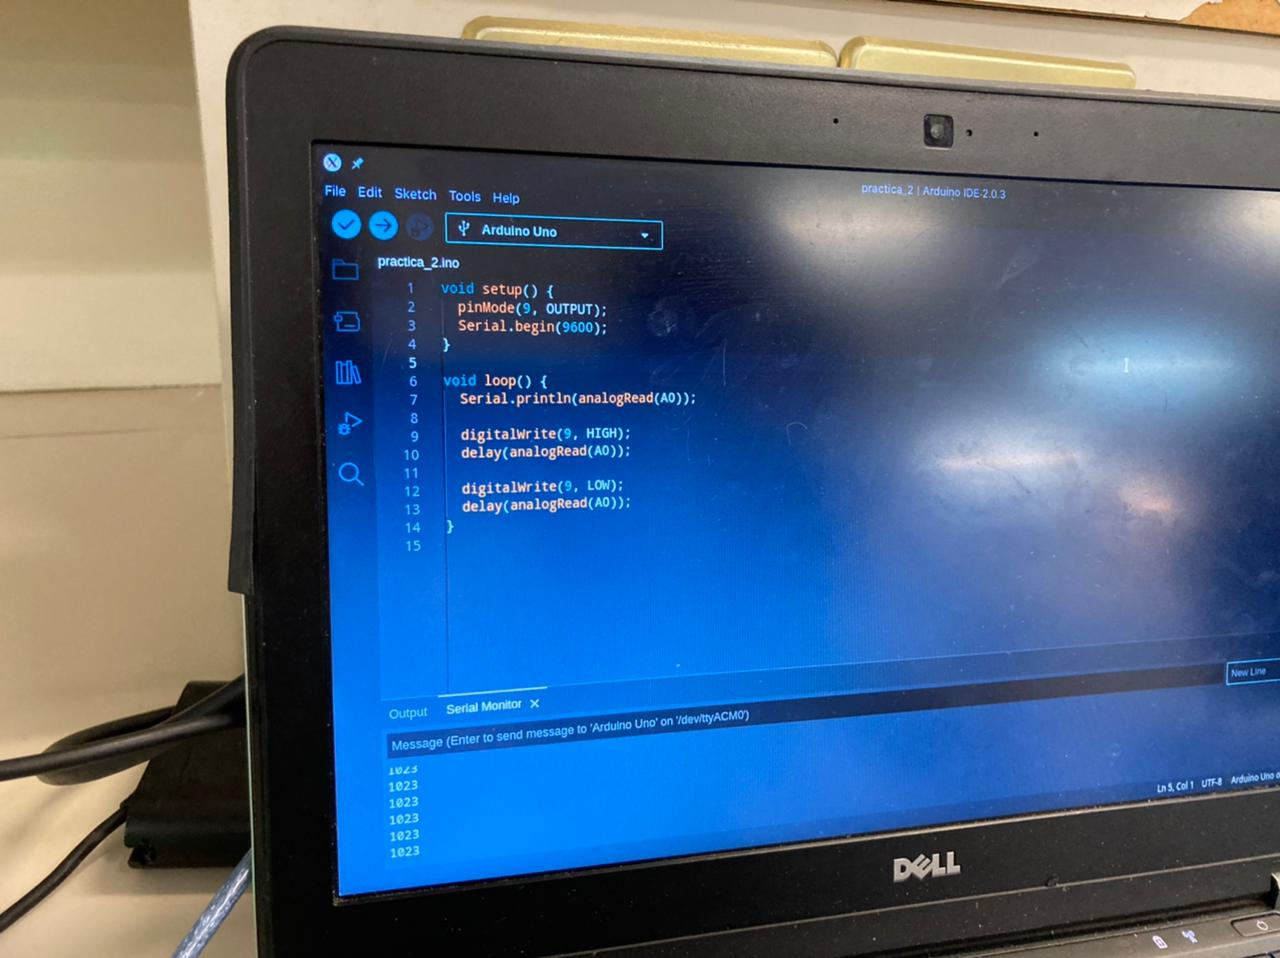 practica_2 | Arduino IDE-2.0.3
File Edit Sketch Tools Help
Arduino Uno
practica_2.ino
1 void setup() {
2 pinMode(9, OUTPUT);
3 Serial.begin(9600);
4 }
5
6 void loop() {
7 Serial.println(analogRead(A0));
8
9 digitalWrite(9, HIGH);
10 delay(analogRead(A0));
11
12 digitalWrite(9, LOW);
13 delay(analogRead(A0));
14 }
15
Output Serial Monitor
Message (Enter to send message to 'Arduino Uno' on '/dev/ttyACM0')
New Line
1023
1023
1023
1023
1023
1023
Ln 5, Col 1 UTF-8 Arduino Uno
DELL